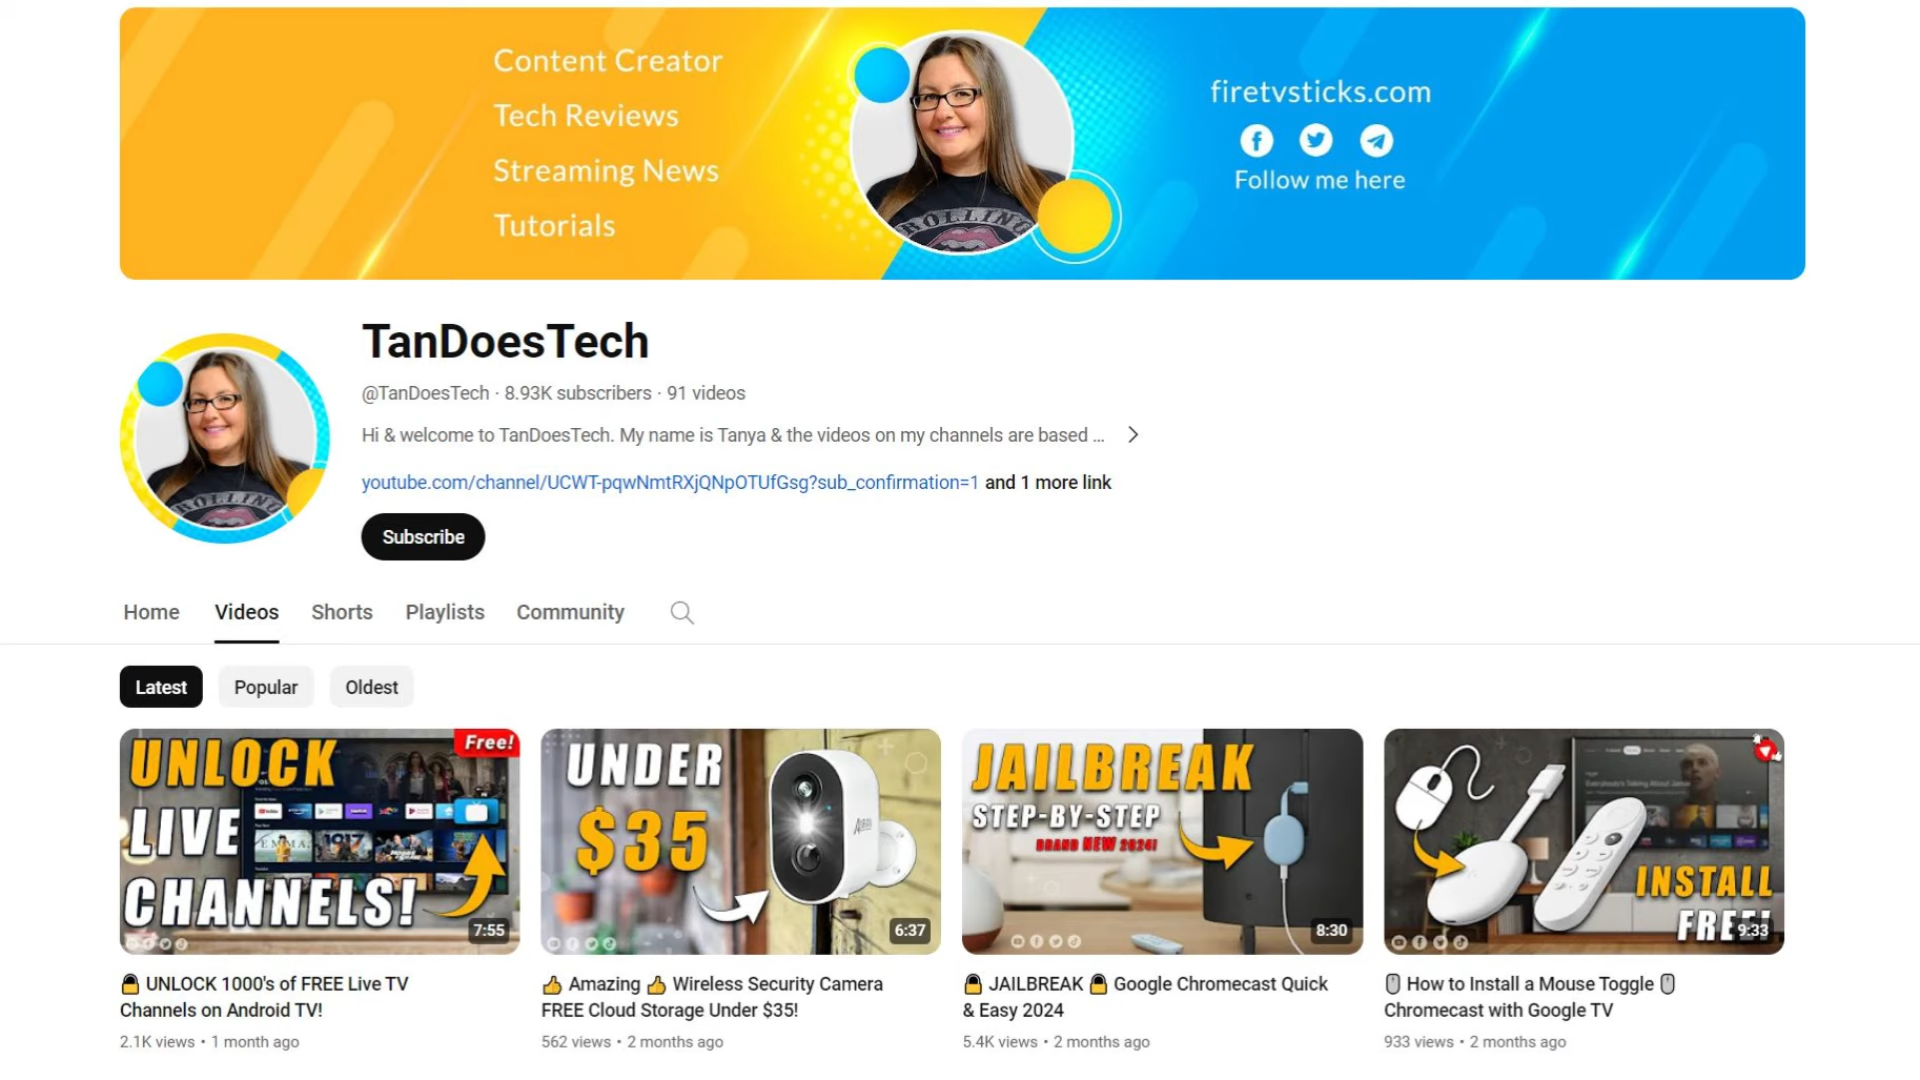 Content Creator
Tech Reviews
Streaming News
Tutorials
ROLLING
firetvsticks.com
Follow me here
ROLLING
TanDoesTech
@TanDoesTech · 8.93K subscribers · 91 videos
Hi & welcome to TanDoesTech. My name is Tanya & the videos on my channels are based ...
youtube.com/channel/UCWT-pqwNmtRXjQNpOTUfGsg?sub_confirmation=1 and 1 more link
Subscribe
Home Videos Shorts Playlists Community
Latest Popular Oldest
UNLOCK
LIVE
CHANNELS!
Free!
EMMA.
1917
7:55
UNDER
$35
6:37
JAILBREAK
STEP-BY-STEP
BRAND NEW 2024!
8:30
INSTALL
FREE!
9:33
UNLOCK 1000's of FREE Live TV
Channels on Android TV!
2.1K views • 1 month ago
Amazing Wireless Security Camera
FREE Cloud Storage Under $35!
562 views • 2 months ago
JAILBREAK Google Chromecast Quick
& Easy 2024
5.4K views • 2 months ago
How to Install a Mouse Toggle
Chromecast with Google TV
933 views • 2 months ago